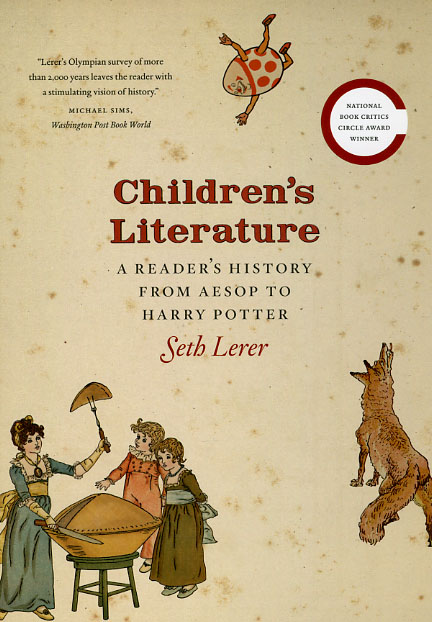 "Lerer's Olympian survey of more
than 2,000 years leaves the reader with
a stimulating vision of history."
MICHAEL SIMS,
Washington Post Book World
NATIONAL
BOOK CRITICS
CIRCLE AWARD
WINNER
Children's
Literature
A READER'S HISTORY
FROM AESOP TO
HARRY POTTER
Seth Lerer